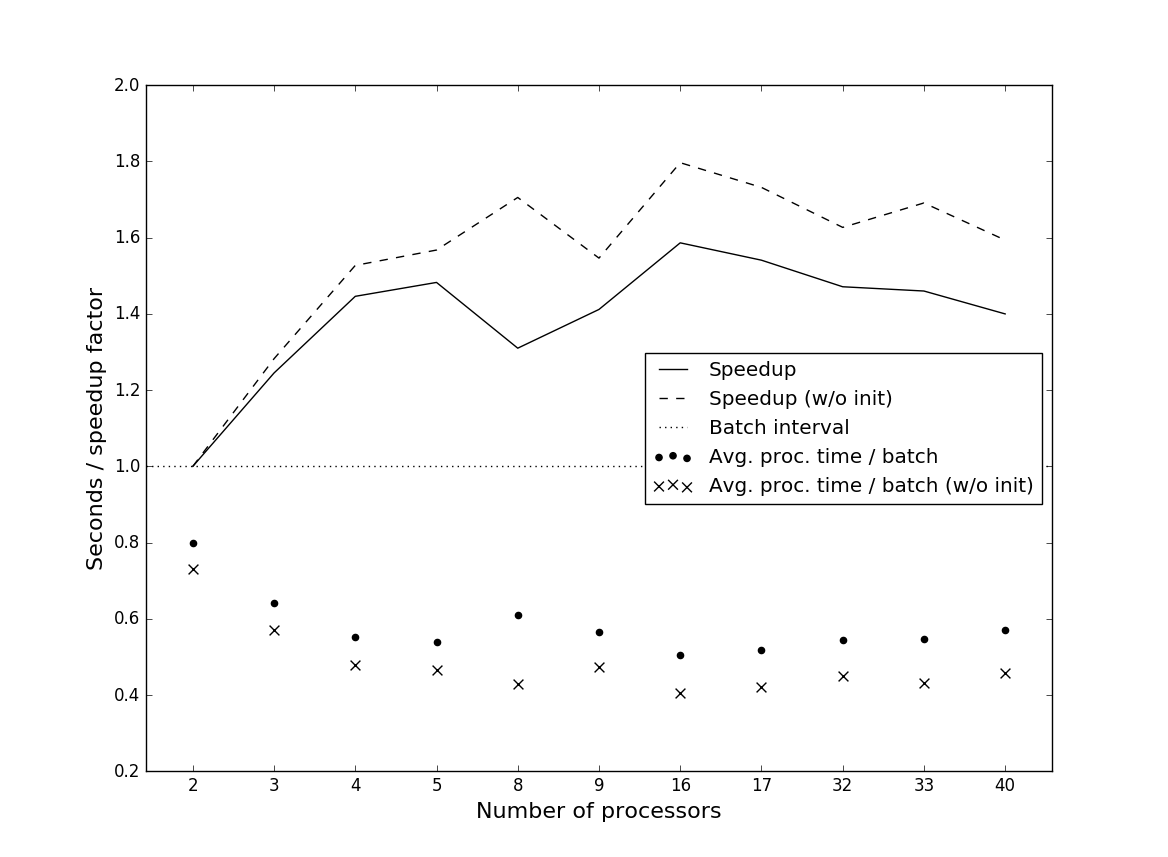 2.0
1.8
1.6
1.4
1.2
1.0
0.8
0.6
0.4
0.2
Seconds / speedup factor
Speedup
Speedup (w/o init)
Batch interval
Avg. proc. time / batch
Avg. proc. time / batch (w/o init)
2 3 4 5 8 9 16 17 32 33 40
Number of processors